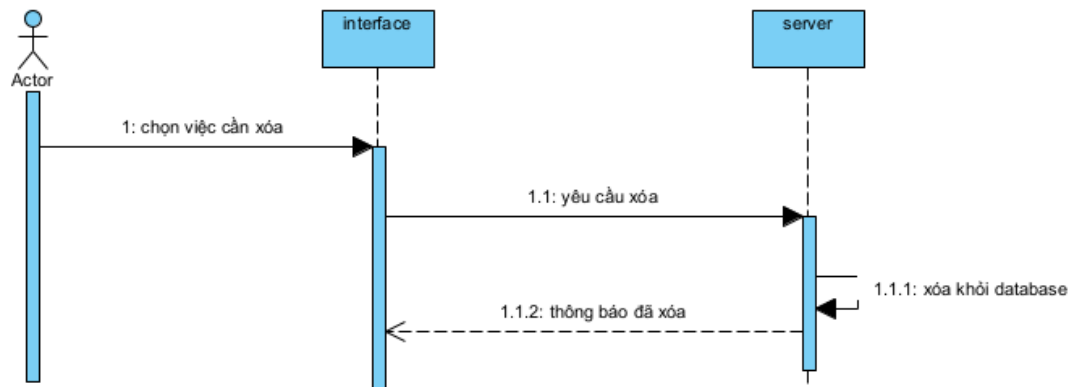 interface
server
Actor
1: chọn việc cần xóa
1.1: yêu cầu xóa
1.1.1: xóa khỏi database
1.1.2: thông báo đã xóa